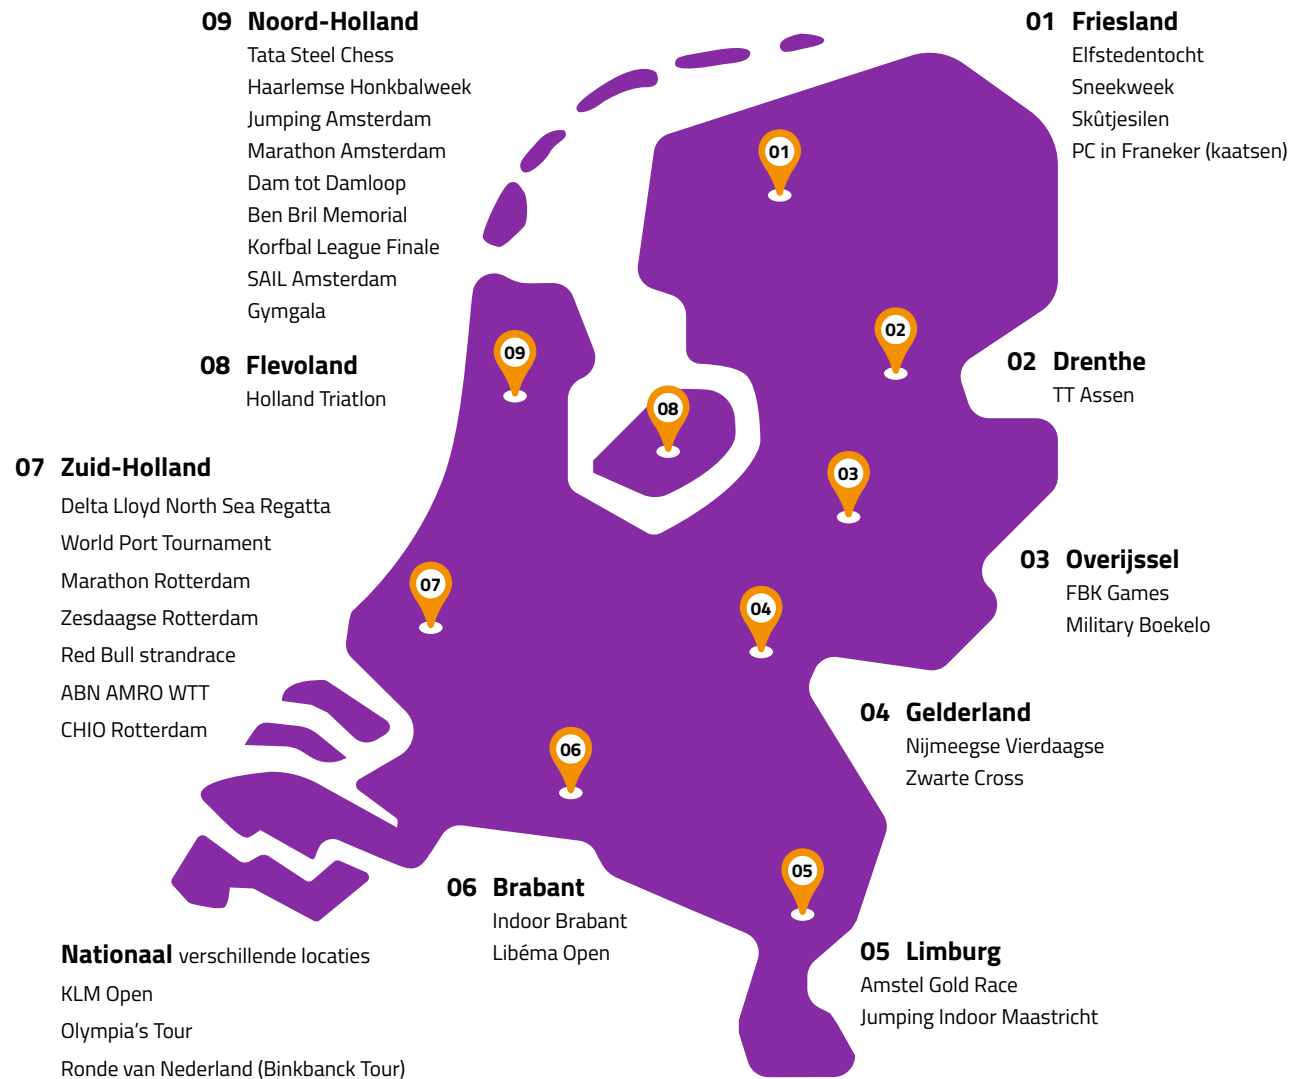 09 Noord-Holland
Tata Steel Chess
Haarlemse Honkbalweek
Jumping Amsterdam
Marathon Amsterdam
Dam tot Damloop
Ben Bril Memorial
Korfbal League Finale
SAIL Amsterdam
Gymgala
08 Flevoland
Holland Triatlon
07 Zuid-Holland
Delta Lloyd North Sea Regatta
World Port Tournament
Marathon Rotterdam
Zesdaagse Rotterdam
Red Bull strandrace
ABN AMRO WTT
CHIO Rotterdam
Nationaal verschillende locaties
KLM Open
Olympia's Tour
Ronde van Nederland (Binkbanck Tour)
01 Friesland
Elfstedentocht
Sneekweek
Skûtjesilen
PC in Franeker (kaatsen)
02 Drenthe
TT Assen
03 Overijssel
FBK Games
Military Boekelo
04 Gelderland
Nijmeegse Vierdaagse
Zwarte Cross
05 Limburg
Amstel Gold Race
Jumping Indoor Maastricht
06 Brabant
Indoor Brabant
Libéma Open
01
02
09
08
03
07
04
06
05